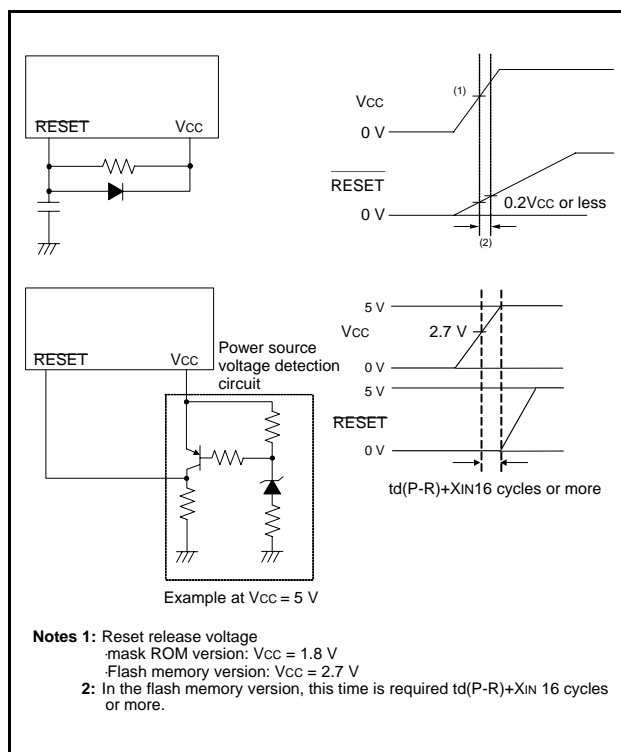 RESET
VCC
(1)
VCC
0 V
RESET
0 V
0.2VCC or less
(2)
RESET
VCC
Power source
voltage detection
circuit
Example at VCC = 5 V
5 V
VCC
2.7 V
0 V
5 V
RESET
0 V
td(P-R)+XIN16 cycles or more
Notes 1: Reset release voltage
·mask ROM version: VCC = 1.8 V
·Flash memory version: VCC = 2.7 V
2: In the flash memory version, this time is required td(P-R)+XIN 16 cycles
or more.